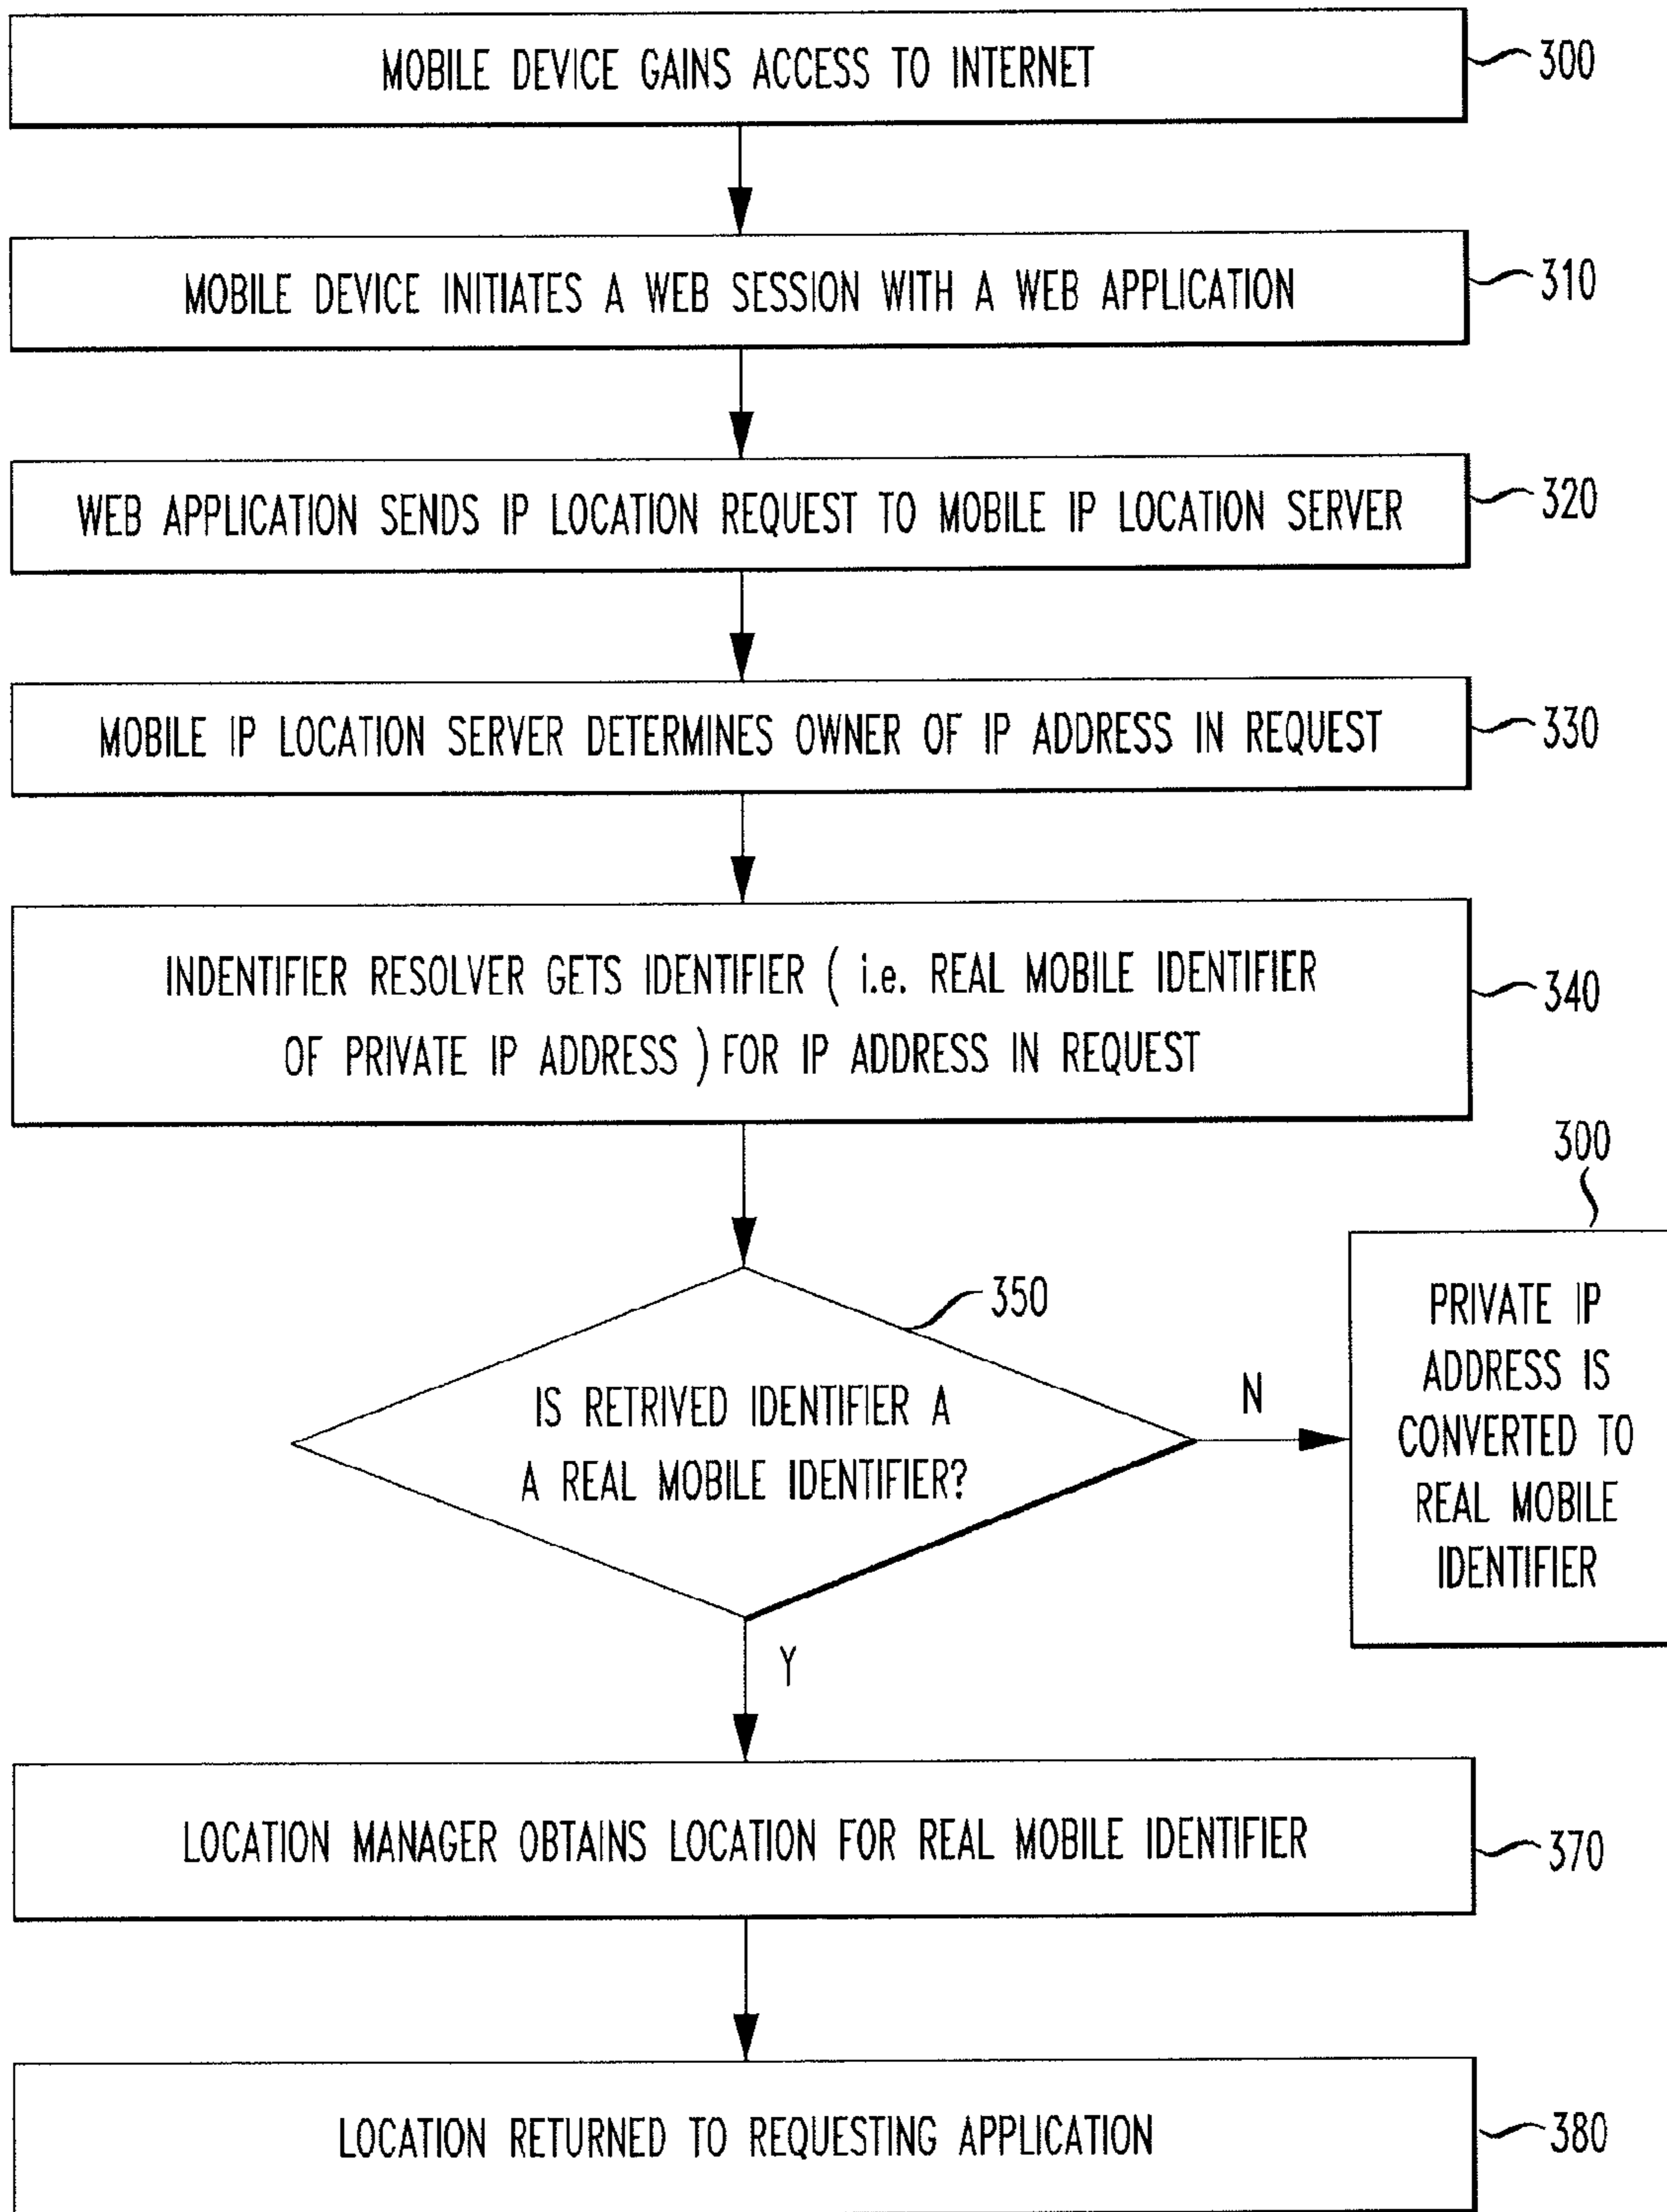 MOBILE DEVICE GAINS ACCESS TO INTERNET
300
MOBILE DEVICE INITIATES A WEB SESSION WITH A WEB APPLICATION
310
WEB APPLICATION SENDS IP LOCATION REQUEST TO MOBILE IP LOCATION SERVER
320
MOBILE IP LOCATION SERVER DETERMINES OWNER OF IP ADDRESS IN REQUEST
330
INDENTIFIER RESOLVER GETS IDENTIFIER ( i.e. REAL MOBILE IDENTIFIER
OF PRIVATE IP ADDRESS ) FOR IP ADDRESS IN REQUEST
340
350
IS RETRIVED IDENTIFIER A
A REAL MOBILE IDENTIFIER?
N
300
PRIVATE IP
ADDRESS IS
CONVERTED TO
REAL MOBILE
IDENTIFIER
Y
LOCATION MANAGER OBTAINS LOCATION FOR REAL MOBILE IDENTIFIER
370
LOCATION RETURNED TO REQUESTING APPLICATION
380